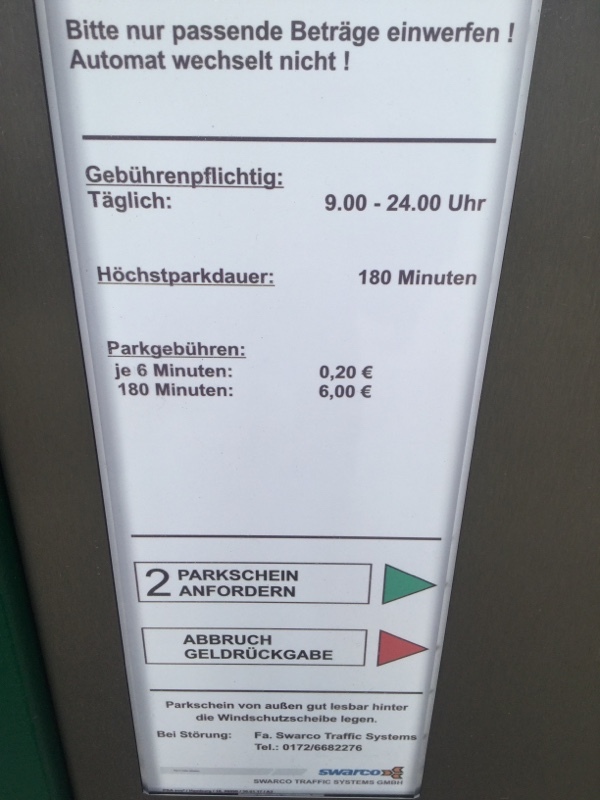 Bitte nur passende Beträge einwerfen !
Automat wechselt nicht !
Gebührenpflichtig:
Täglich: 9.00 - 24.00 Uhr
Höchstparkdauer: 180 Minuten
Parkgebühren:
je 6 Minuten: 0,20 €
180 Minuten: 6,00 €
2 PARKSCHEIN
ANFORDERN
ABBRUCH
GELDRÜCKGABE
Parkschein von außen gut lesbar hinter
die Windschutzscheibe legen.
Bei Störung: Fa. Swarco Traffic Systems
Tel.: 0172/6682276
swarco
SWARCO TRAFFIC SYSTEMS GMBH